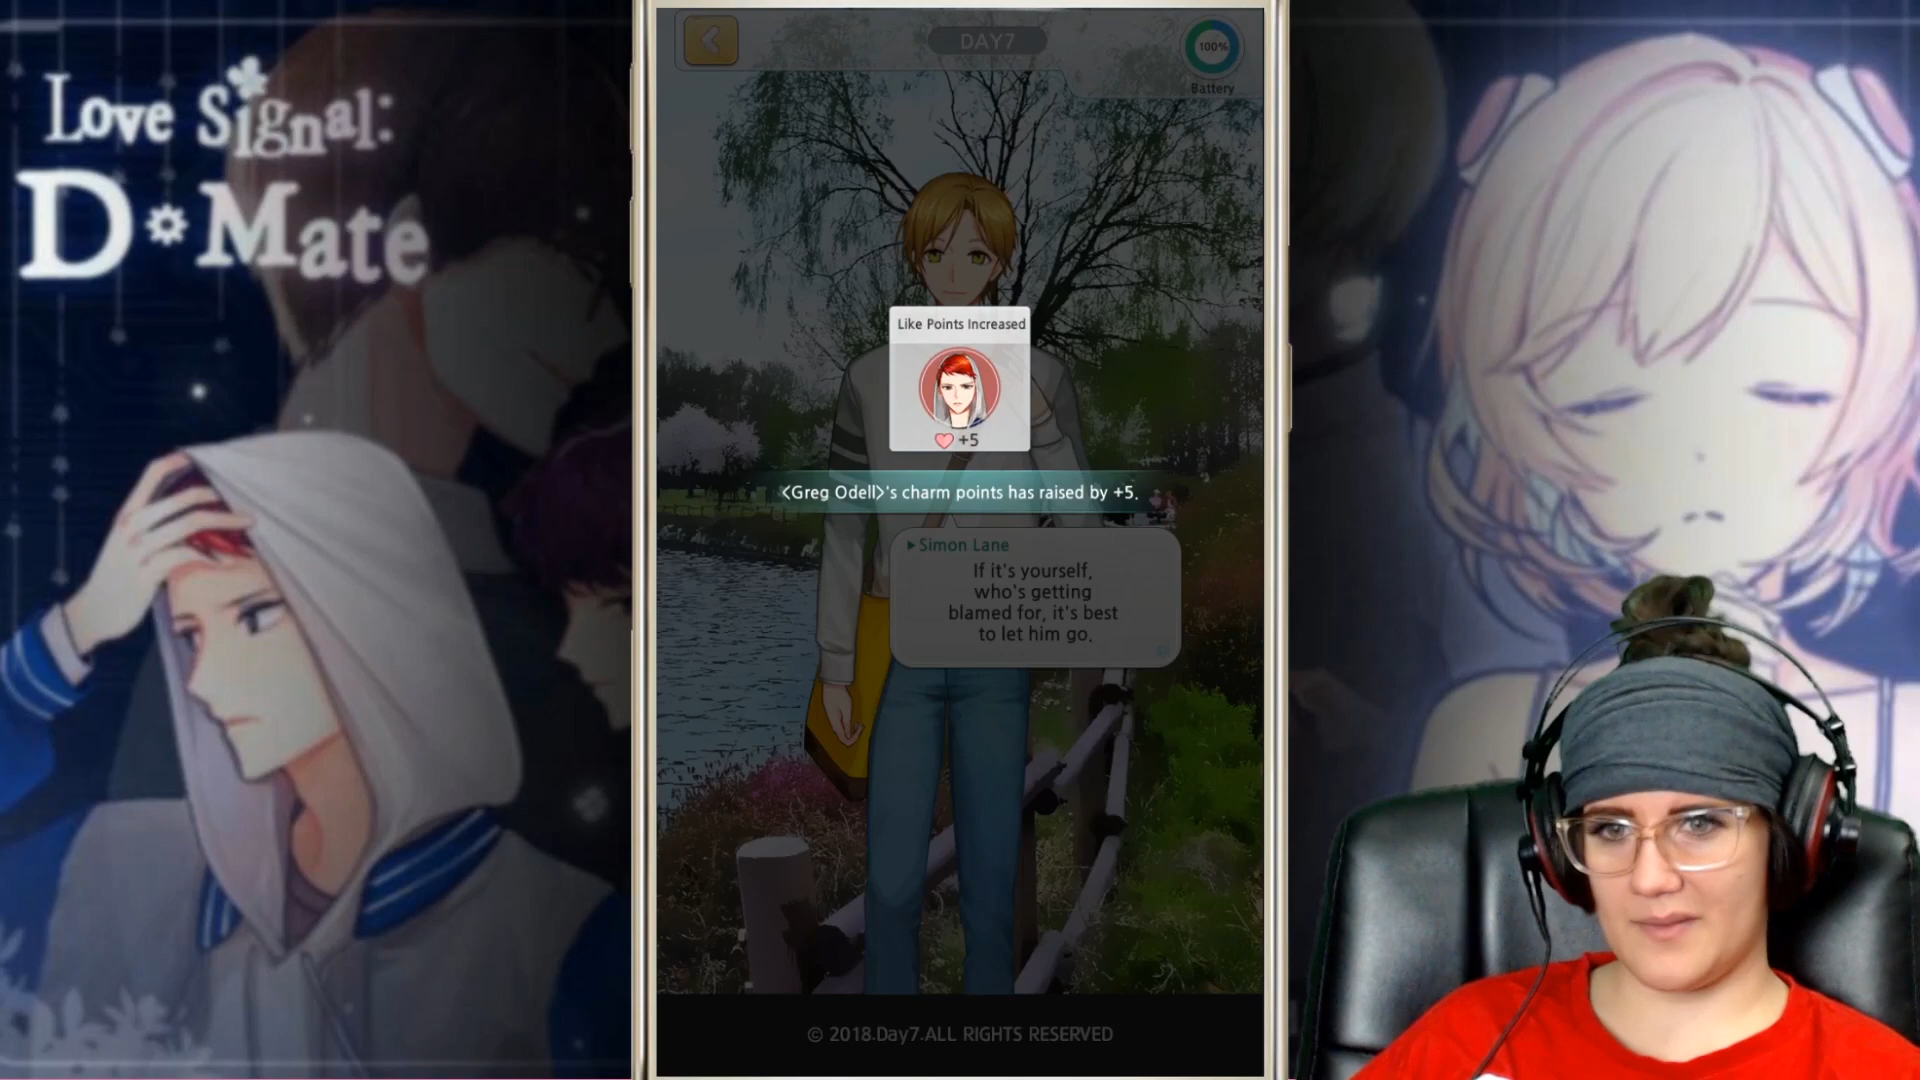 Love Signal:
D Mate
DAY7
100%
Battery
Like Points Increased
+5
<Greg Odell>'s charm points has raised by +5.
Simon Lane
If it's yourself,
who's getting
blamed for, it's best
to let him go.
© 2018.Day7.ALL RIGHTS RESERVED